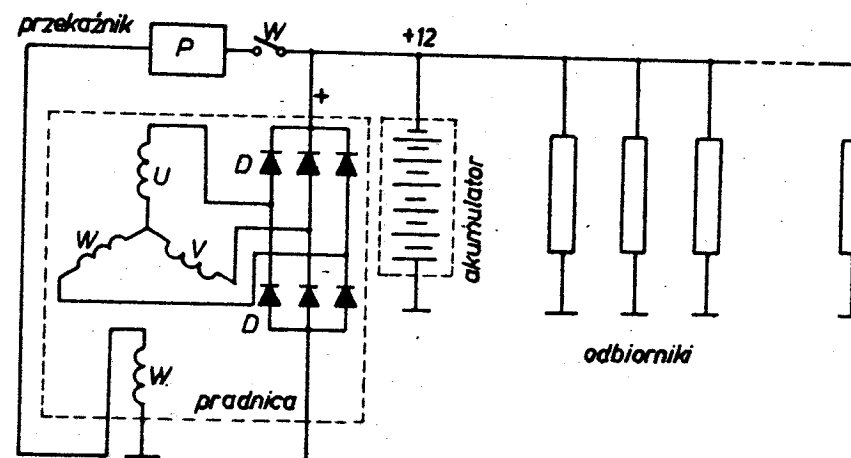 przekaźnik
P
W
+12
+
D
U
W
V
D
W
prądnica
akumulator
odbiorniki